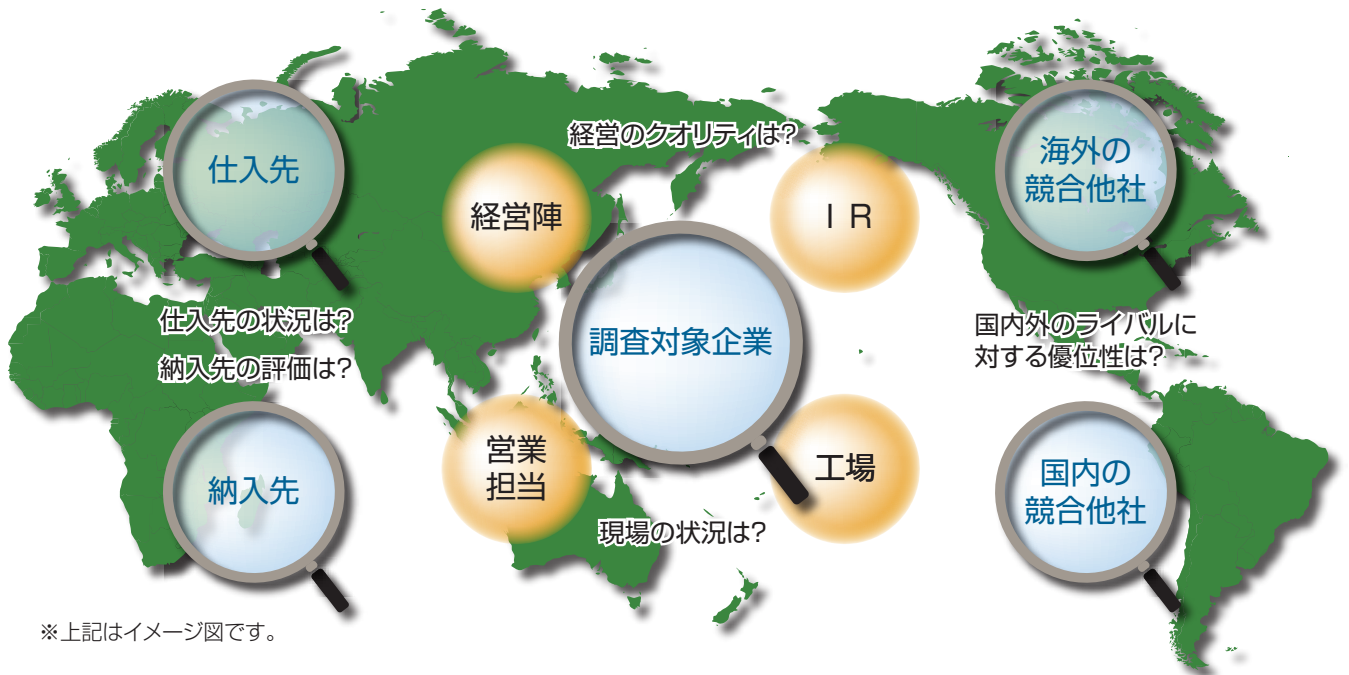 経営のクオリティは?
仕入先
経営陣
I R
海外の
競合他社
調査対象企業
仕入先の状況は?
納入先の評価は?
国内外のライバルに
対する優位性は?
納入先
営業
担当
工場
国内の
競合他社
現場の状況は?
※上記はイメージ図です。